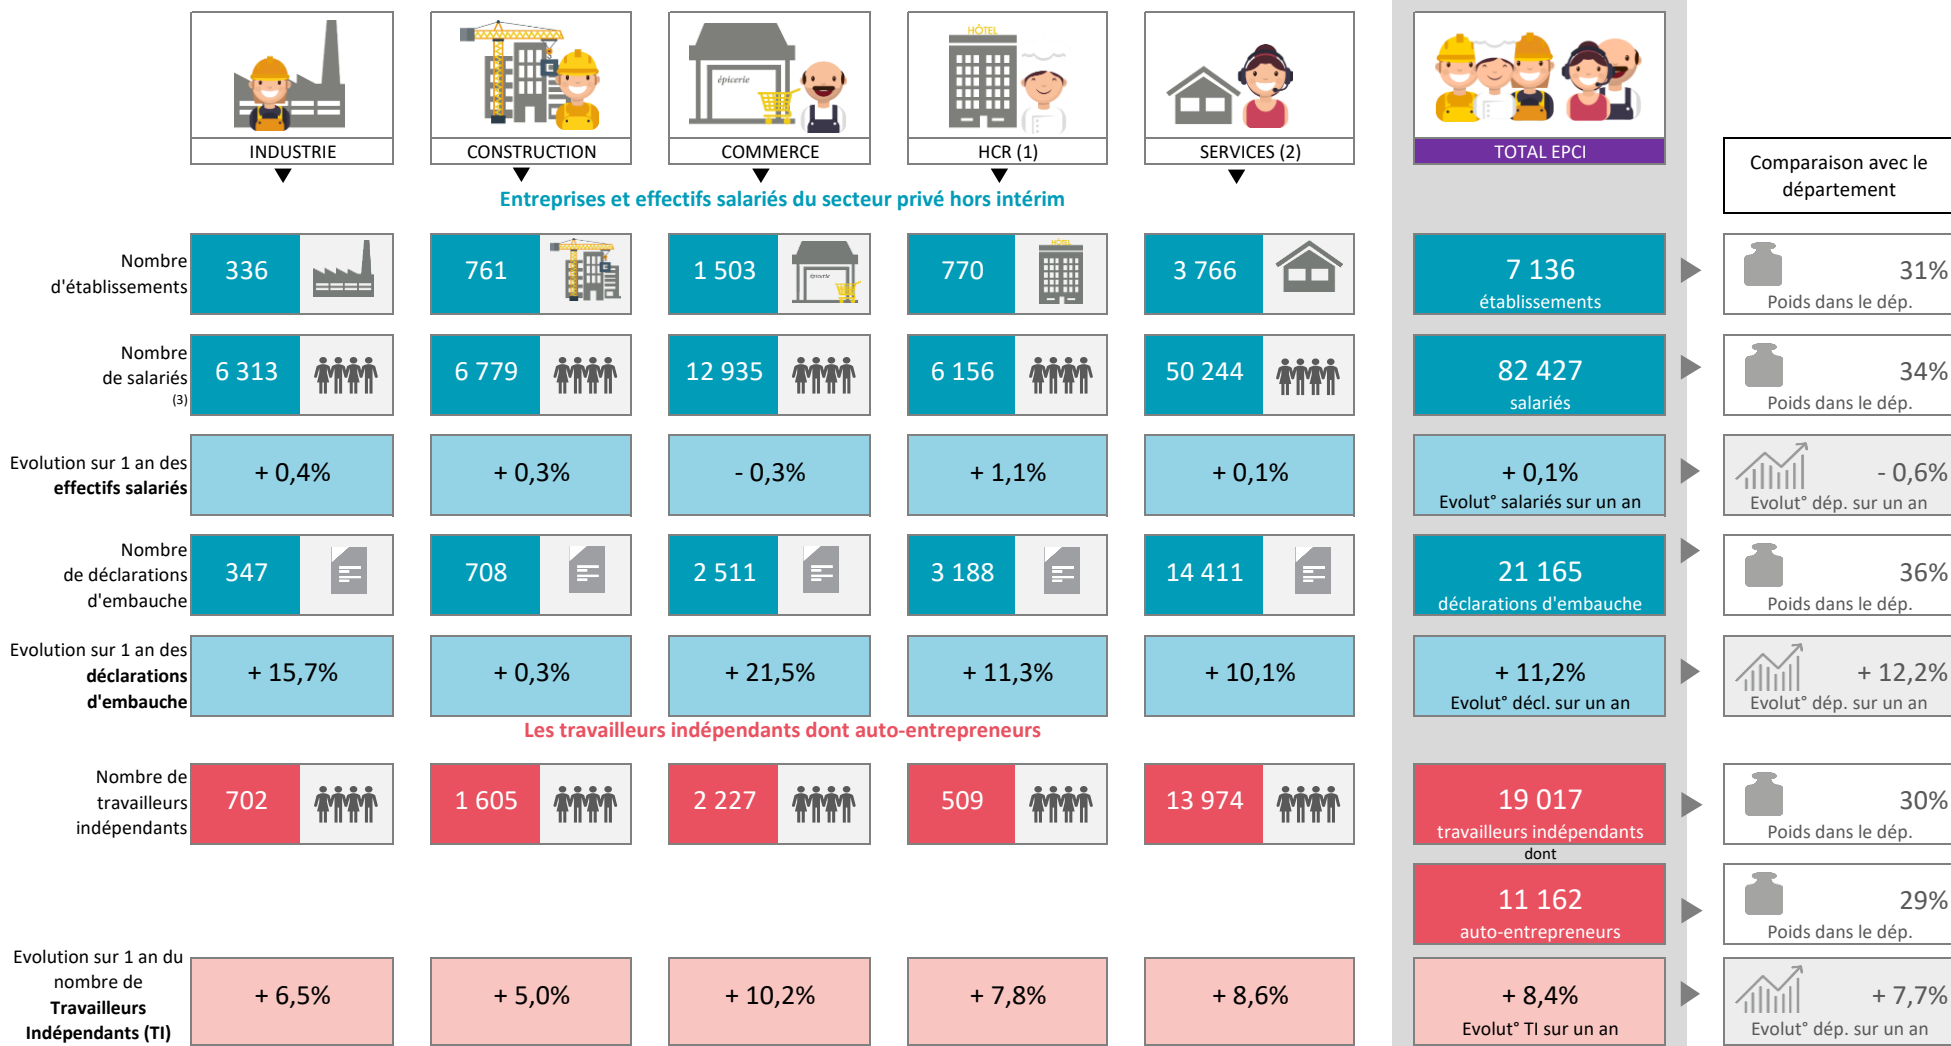 HÔTEL
épicerie
INDUSTRIE
CONSTRUCTION
COMMERCE
HCR (1)
SERVICES (2)
TOTAL EPCI
Comparaison avec le
département
Entreprises et effectifs salariés du secteur privé hors intérim
Nombre
d'établissements
336
761
1 503
épicerie
770
HÔTEL
3 766
7 136
établissements
31%
Poids dans le dép.
Nombre
de salariés
(3)
6 313
6 779
12 935
6 156
50 244
82 427
salariés
34%
Poids dans le dép.
Evolution sur 1 an des
effectifs salariés
+ 0,4%
+ 0,3%
- 0,3%
+ 1,1%
+ 0,1%
+ 0,1%
Evolut° salariés sur un an
- 0,6%
Evolut° dép. sur un an
Nombre
de déclarations
d'embauche
347
708
2 511
3 188
14 411
21 165
déclarations d'embauche
36%
Poids dans le dép.
Evolution sur 1 an des
déclarations
d'embauche
+ 15,7%
+ 0,3%
+ 21,5%
+ 11,3%
+ 10,1%
+ 11,2%
Evolut° décl. sur un an
+ 12,2%
Evolut° dép. sur un an
Les travailleurs indépendants dont auto-entrepreneurs
Nombre de
travailleurs
indépendants
702
1 605
2 227
509
13 974
19 017
travailleurs indépendants
dont
30%
Poids dans le dép.
11 162
auto-entrepreneurs
29%
Poids dans le dép.
Evolution sur 1 an du
nombre de
Travailleurs
Indépendants (TI)
+ 6,5%
+ 5,0%
+ 10,2%
+ 7,8%
+ 8,6%
+ 8,4%
Evolut° TI sur un an
+ 7,7%
Evolut° dép. sur un an